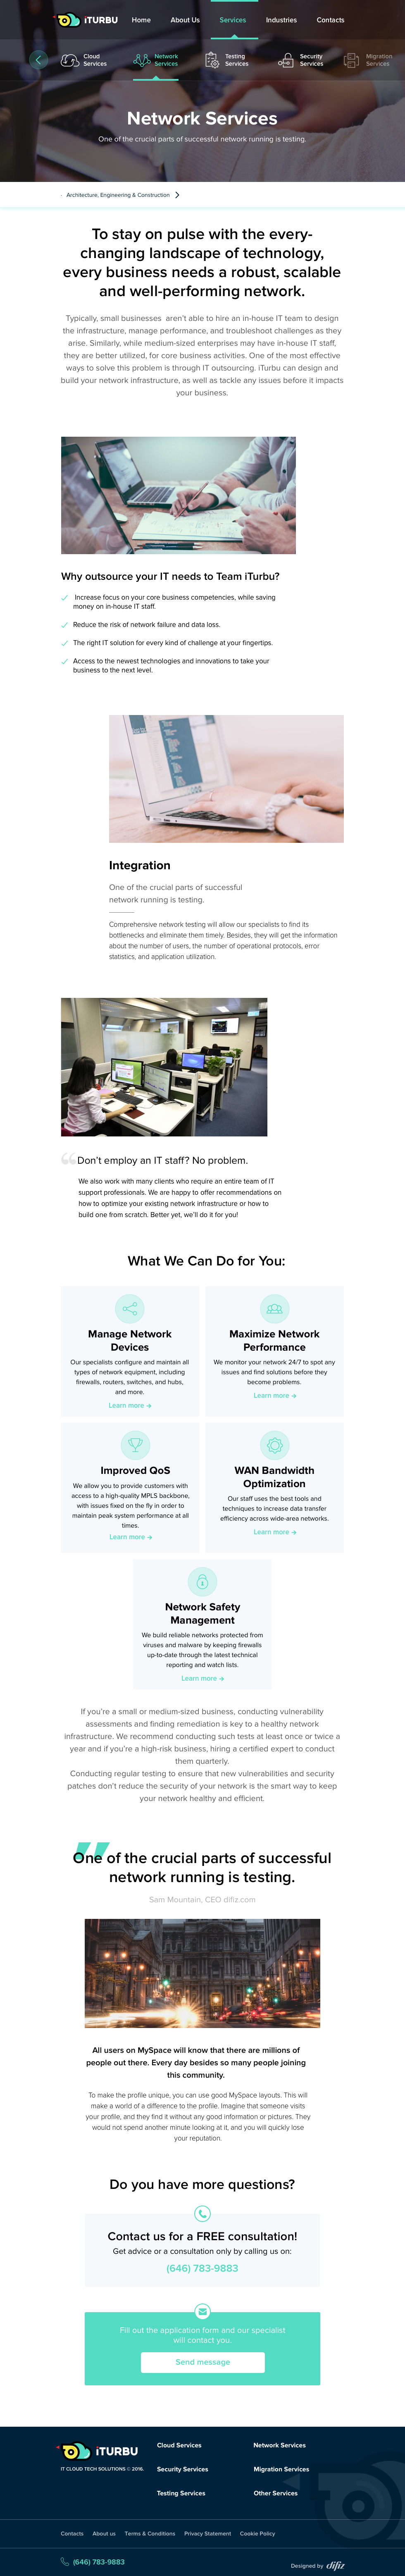 iTURBU Home About Us Services Industries Contacts
Cloud Services
Network Services
Testing Services
Security Services
Migration Services
Network Services
One of the crucial parts of successful network running is testing.
Architecture, Engineering & Construction
To stay on pulse with the every-
changing landscape of technology,
every business needs a robust, scalable
and well-performing network.
Typically, small businesses aren't able to hire an in-house IT team to design
the infrastructure, manage performance, and troubleshoot challenges as they
arise. Similarly, while medium-sized enterprises may have in-house IT staff,
they are better utilized, for core business activities. One of the most effective
ways to solve this problem is through IT outsourcing. iTurbu can design and
build your network infrastructure, as well as tackle any issues before it impacts
your business.
Why outsource your IT needs to Team iTurbu?
Increase focus on your core business competencies, while saving
money on in-house IT staff.
Reduce the risk of network failure and data loss.
The right IT solution for every kind of challenge at your fingertips.
Access to the newest technologies and innovations to take your
business to the next level.
Integration
One of the crucial parts of successful
network running is testing.
Comprehensive network testing will allow our specialists to find its
bottlenecks and eliminate them timely. Besides, they will get the information
about the number of users, the number of operational protocols, error
statistics, and application utilization.
“Don't employ an IT staff? No problem.
We also work with many clients who require an entire team of IT
support professionals. We are happy to offer recommendations on
how to optimize your existing network infrastructure or how to
build one from scratch. Better yet, we'll do it for you!
What We Can Do for You:
Manage Network
Devices
Our specialists configure and maintain all
types of network equipment, including
firewalls, routers, switches, and hubs,
and more.
Learn more →
Maximize Network
Performance
We monitor your network 24/7 to spot any
issues and find solutions before they
become problems.
Learn more →
Improved QoS
We allow you to provide customers with
access to a high-quality MPLS backbone,
with issues fixed on the fly in order to
maintain peak system performance at all
times.
Learn more →
WAN Bandwidth
Optimization
Our staff uses the best tools and
techniques to increase data transfer
efficiency across wide-area networks.
Learn more →
Network Safety
Management
We build reliable networks protected from
viruses and malware by keeping firewalls
up-to-date through the latest technical
reporting and watch lists.
Learn more →
If you're a small or medium-sized business, conducting vulnerability
assessments and finding remediation is key to a healthy network
infrastructure. We recommend conducting such tests at least once or twice a
year and if you're a high-risk business, hiring a certified expert to conduct
them quarterly.
Conducting regular testing to ensure that new vulnerabilities and security
patches don't reduce the security of your network is the smart way to keep
your network healthy and efficient.
One of the crucial parts of successful
network running is testing.
Sam Mountain, CEO difiz.com
All users on MySpace will know that there are millions of
people out there. Every day besides so many people joining
this community.
To make the profile unique, you can use good MySpace layouts. This will
make a world of a difference to the profile. Imagine that someone visits
your profile, and they find it without any good information or pictures. They
would not spend another minute looking at it, and you will quickly lose
your reputation.
Do you have more questions?
Contact us for a FREE consultation!
Get advice or a consultation only by calling us on:
(646) 783-9883
Fill out the application form and our specialist
will contact you.
Send message
iTURBU
IT CLOUD TECH SOLUTIONS © 2016.
Cloud Services
Network Services
Security Services
Migration Services
Testing Services
Other Services
Contacts About us Terms & Conditions Privacy Statement Cookie Policy
(646) 783-9883
Designed by difiz